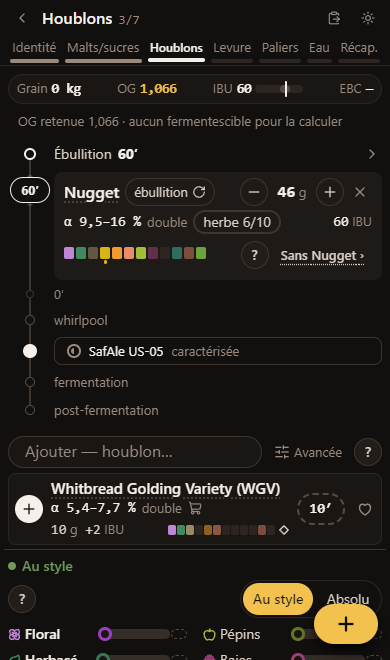 Houblons 3/7
Identité Malts/sucres Houblons Levure Paliers Eau Récap.
Grain 0 kg OG 1,066 IBU 60 EBC —
OG retenue 1,066 · aucun fermentescible pour la calculer
Ébullition 60′
60′
Nugget ébullition 46 g
α 9,5–16 % double herbe 6/10 60 IBU
? Sans Nugget ›
0′
whirlpool
SafAle US-05 caractérisée
fermentation
post-fermentation
Ajouter — houblon… Avancée ?
Whitbread Golding Variety (WGV)
α 5,4–7,7 % double 10′
10 g +2 IBU
Au style
? Au style Absolu
Floral Pépins
Herbacé Baies